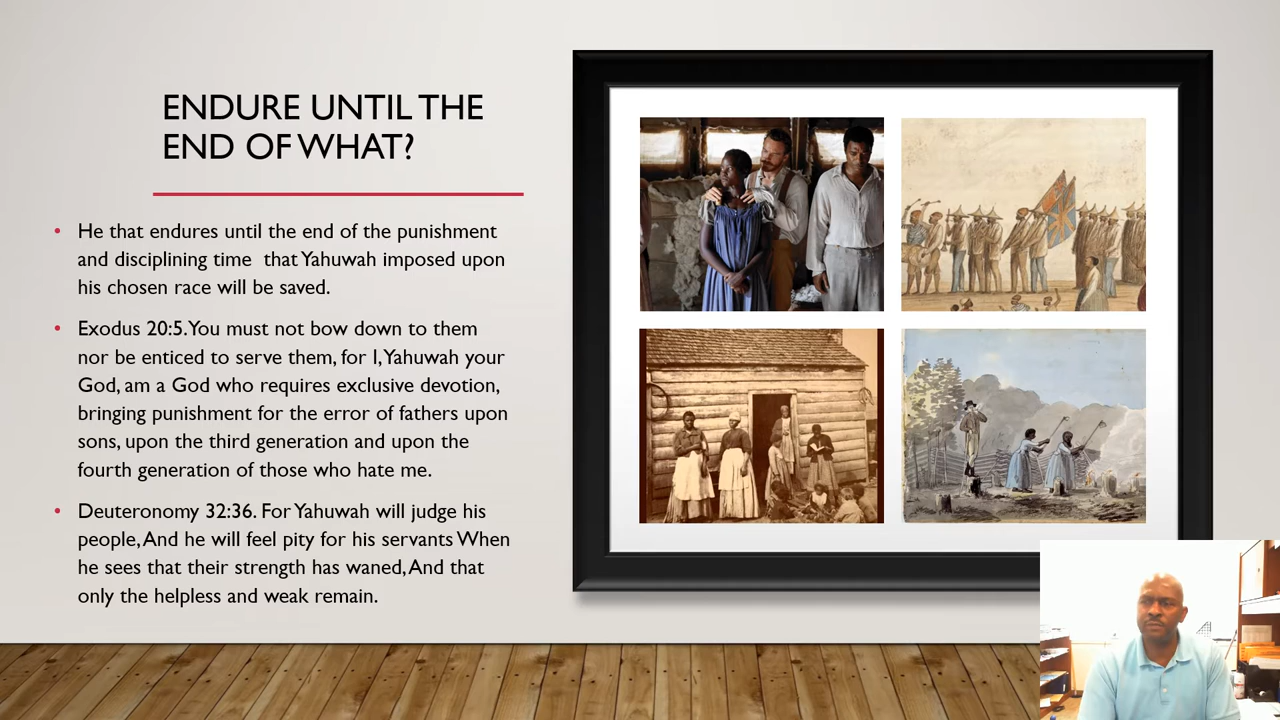 ENDURE UNTIL THE
END OF WHAT?
• He that endures until the end of the punishment
and disciplining time that Yahuwah imposed upon
his chosen race will be saved.
• Exodus 20:5.You must not bow down to them
nor be enticed to serve them, for I, Yahuwah your
God, am a God who requires exclusive devotion,
bringing punishment for the error of fathers upon
sons, upon the third generation and upon the
fourth generation of those who hate me.
• Deuteronomy 32:36. For Yahuwah will judge his
people, And he will feel pity for his servants When
he sees that their strength has waned, And that
only the helpless and weak remain.